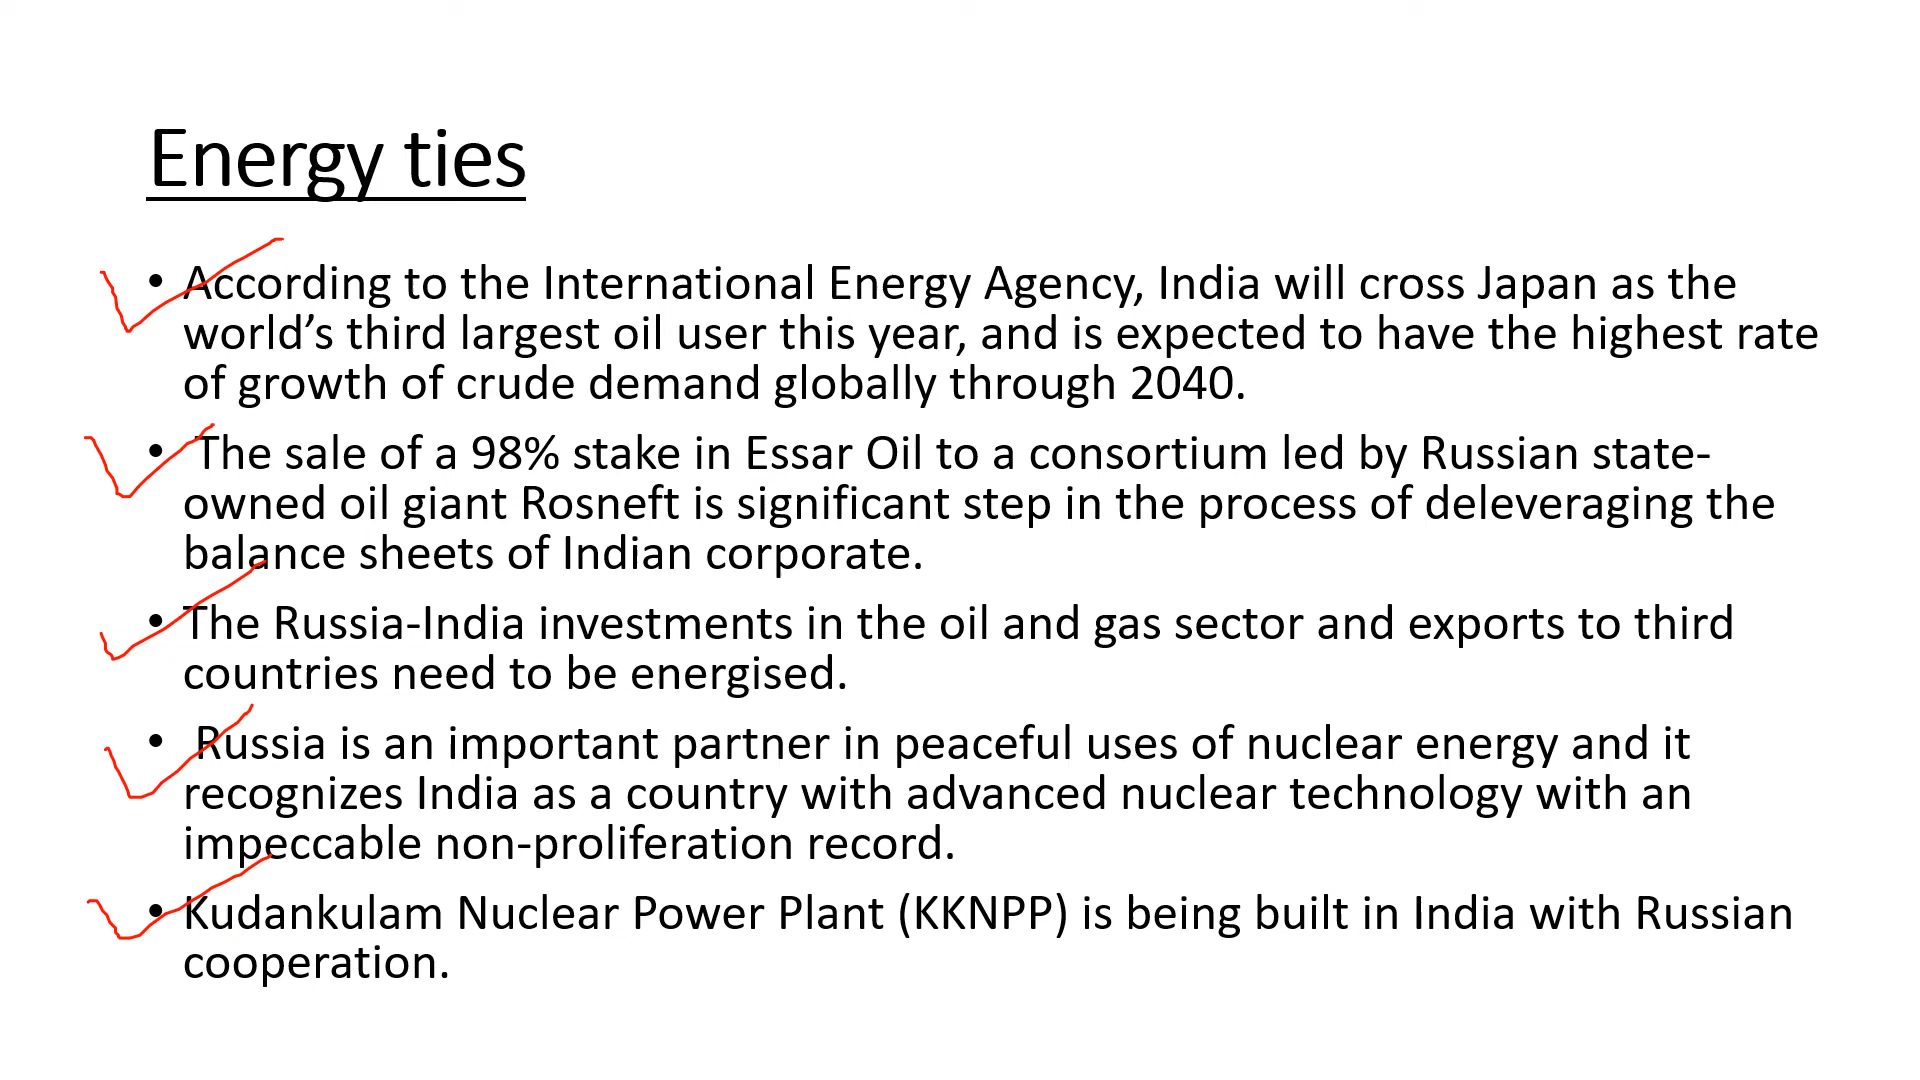 Energy ties
• According to the International Energy Agency, India will cross Japan as the
world’s third largest oil user this year, and is expected to have the highest rate
of growth of crude demand globally through 2040.
• The sale of a 98% stake in Essar Oil to a consortium led by Russian state-
owned oil giant Rosneft is significant step in the process of deleveraging the
balance sheets of Indian corporate.
• The Russia-India investments in the oil and gas sector and exports to third
countries need to be energised.
• Russia is an important partner in peaceful uses of nuclear energy and it
recognizes India as a country with advanced nuclear technology with an
impeccable non-proliferation record.
• Kudankulam Nuclear Power Plant (KKNPP) is being built in India with Russian
cooperation.